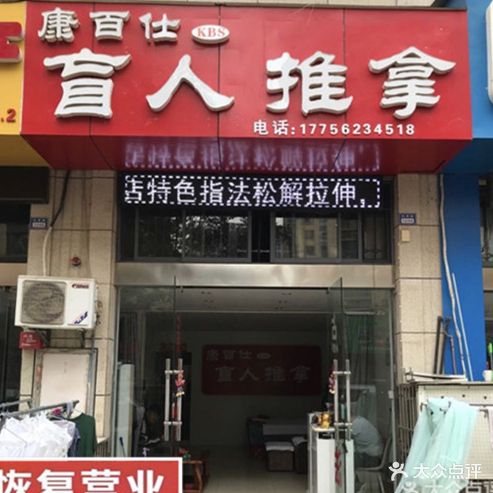 康百仕 KBS
盲人推拿
电话:17756234518
.2
店特色指法松解拉伸,
康百仕
盲人推拿
恢复营业
大众点评